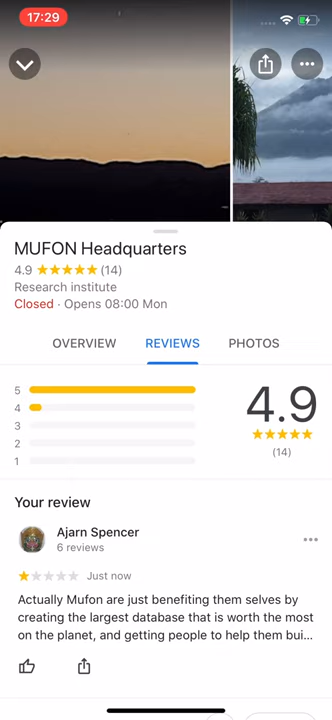 17:29
MUFON Headquarters
4.9 (14)
Research institute
Closed · Opens 08:00 Mon
OVERVIEW REVIEWS PHOTOS
5
4
3
2
1
4.9
(14)
Your review
Ajarn Spencer
6 reviews
Just now
Actually Mufon are just benefiting them selves by
creating the largest database that is worth the most
on the planet, and getting people to help them bui...